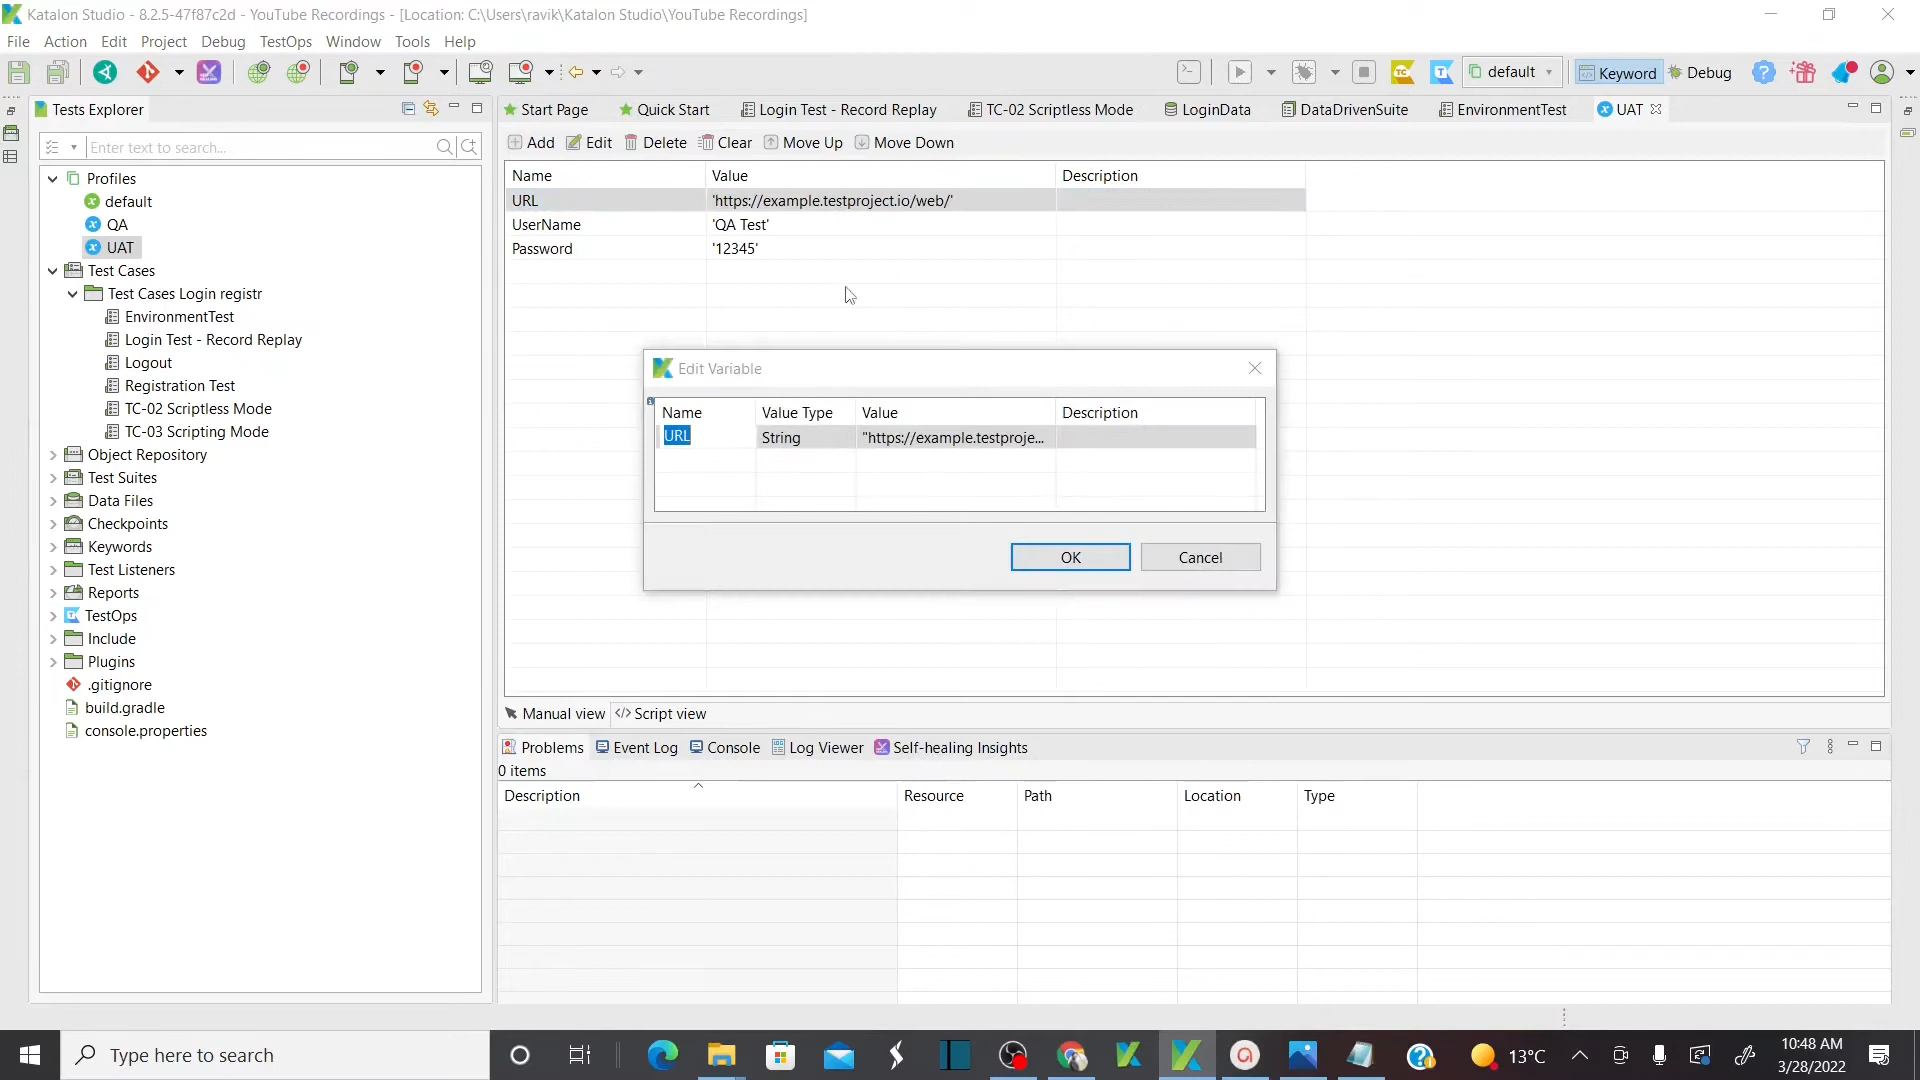 Katalon Studio - 8.2.5-47f87c2d - YouTube Recordings - [Location: C:\Users\ravik\Katalon Studio\YouTube Recordings]
File Action Edit Project Debug TestOps Window Tools Help
default Keyword Debug
Tests Explorer
Start Page Quick Start Login Test - Record Replay TC-02 Scriptless Mode LoginData DataDrivenSuite EnvironmentTest UAT
Enter text to search...
Add Edit Delete Clear Move Up Move Down
Name Value Description
URL 'https://example.testproject.io/web/'
UserName 'QA Test'
Password '12345'
Profiles
default
QA
UAT
Test Cases
Test Cases Login registr
EnvironmentTest
Login Test - Record Replay
Logout
Registration Test
TC-02 Scriptless Mode
TC-03 Scripting Mode
Object Repository
Test Suites
Data Files
Checkpoints
Keywords
Test Listeners
Reports
TestOps
Include
Plugins
.gitignore
build.gradle
console.properties
Edit Variable
Name Value Type Value Description
URL String "https://example.testproje...
OK Cancel
Manual view Script view
Problems Event Log Console Log Viewer Self-healing Insights
0 items
Description Resource Path Location Type
Type here to search
13°C
10:48 AM
3/28/2022